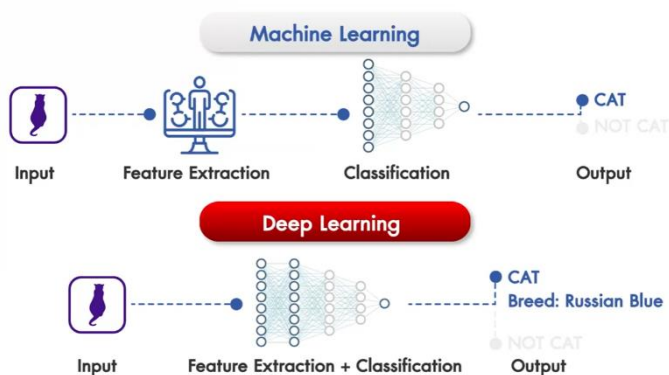 Machine Learning
CAT
NOT CAT
Input
Feature Extraction
Classification
Output
Deep Learning
CAT
Breed: Russian Blue
NOT CAT
Input
Feature Extraction + Classification
Output